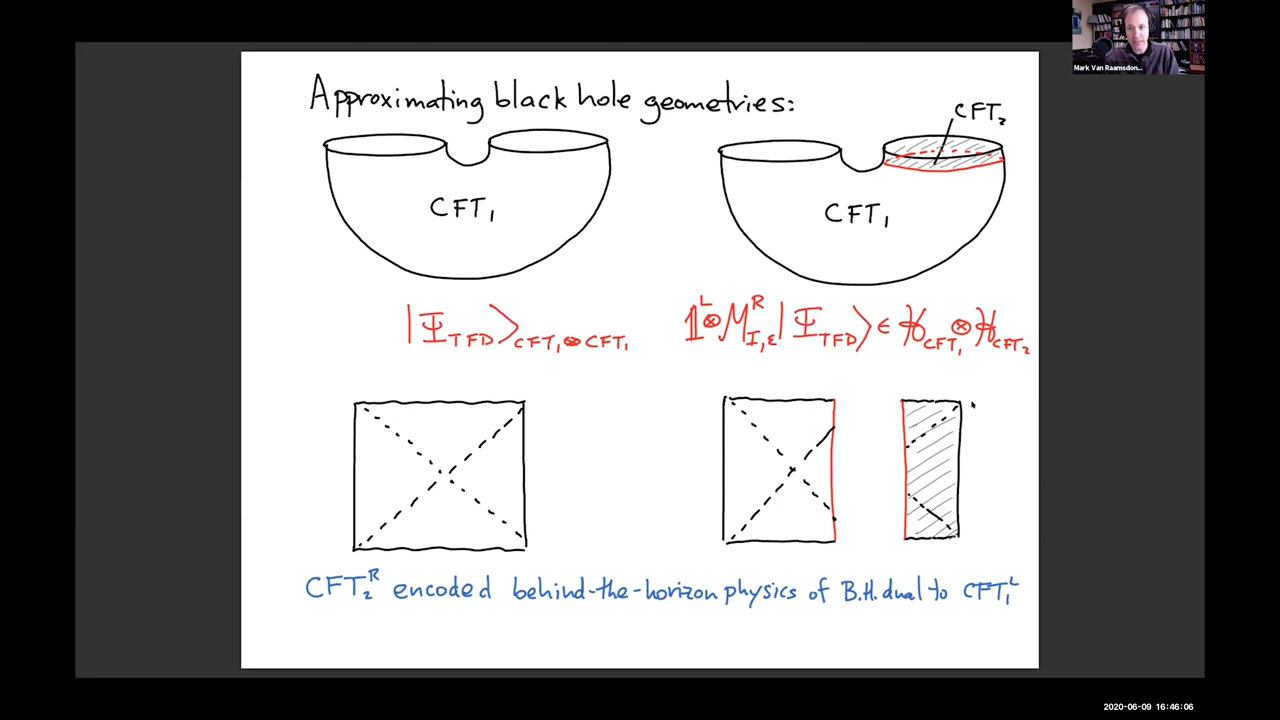 Mark Van Raamsdon...
Approximating black hole geometries:
CFT₂
CFT₁
CFT₁
|Ψ_TFD⟩_CFT₁⊗CFT₁
𝟙^L ⊗ M^R_I,ε |Ψ_TFD⟩ ∈ H_CFT₁ ⊗ H_CFT₂
CFT₂^R encoded behind-the-horizon physics of B.H. dual to CFT₁^L
2020-06-09 16:46:06